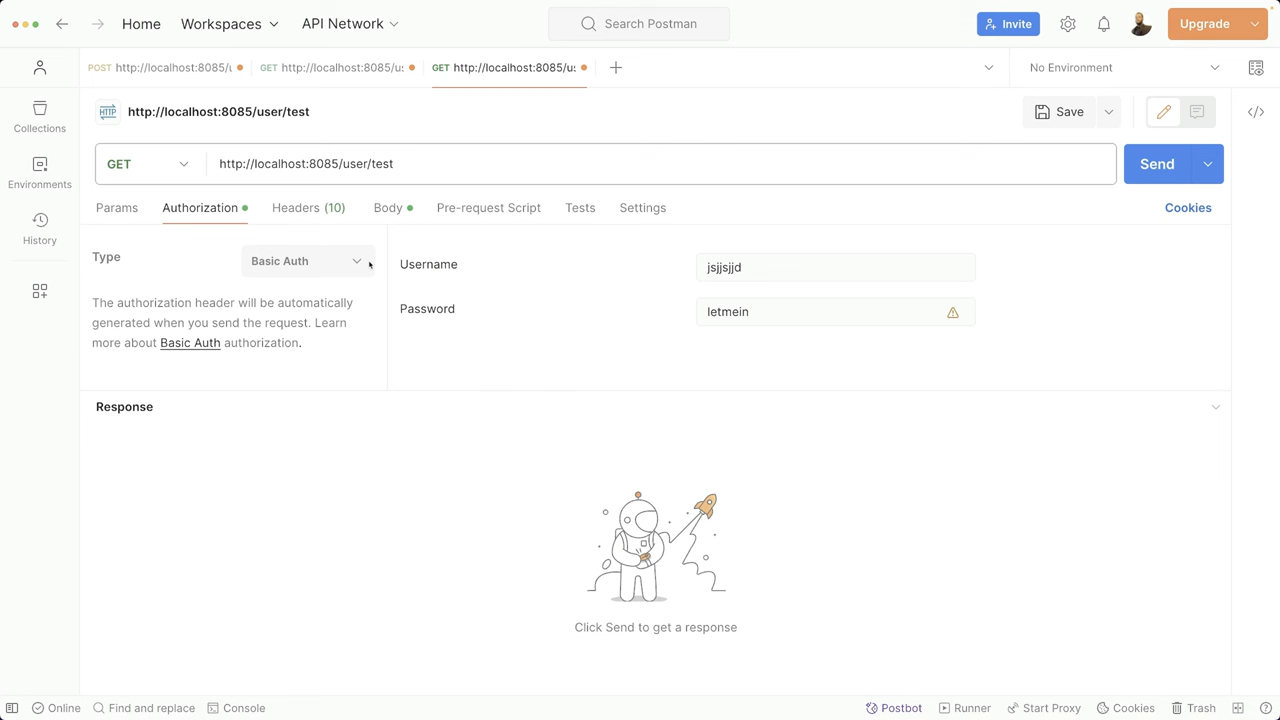 Home Workspaces API Network Search Postman Invite Upgrade
POST http://localhost:8085/u GET http://localhost:8085/us GET http://localhost:8085/us No Environment
HTTP http://localhost:8085/user/test Save
GET http://localhost:8085/user/test Send
Params Authorization Headers (10) Body Pre-request Script Tests Settings Cookies
Collections
Environments
History
Type Basic Auth
The authorization header will be automatically
generated when you send the request. Learn
more about Basic Auth authorization.
Username jsjjsjjd
Password letmein
Response
Click Send to get a response
Online Find and replace Console Postbot Runner Start Proxy Cookies Trash